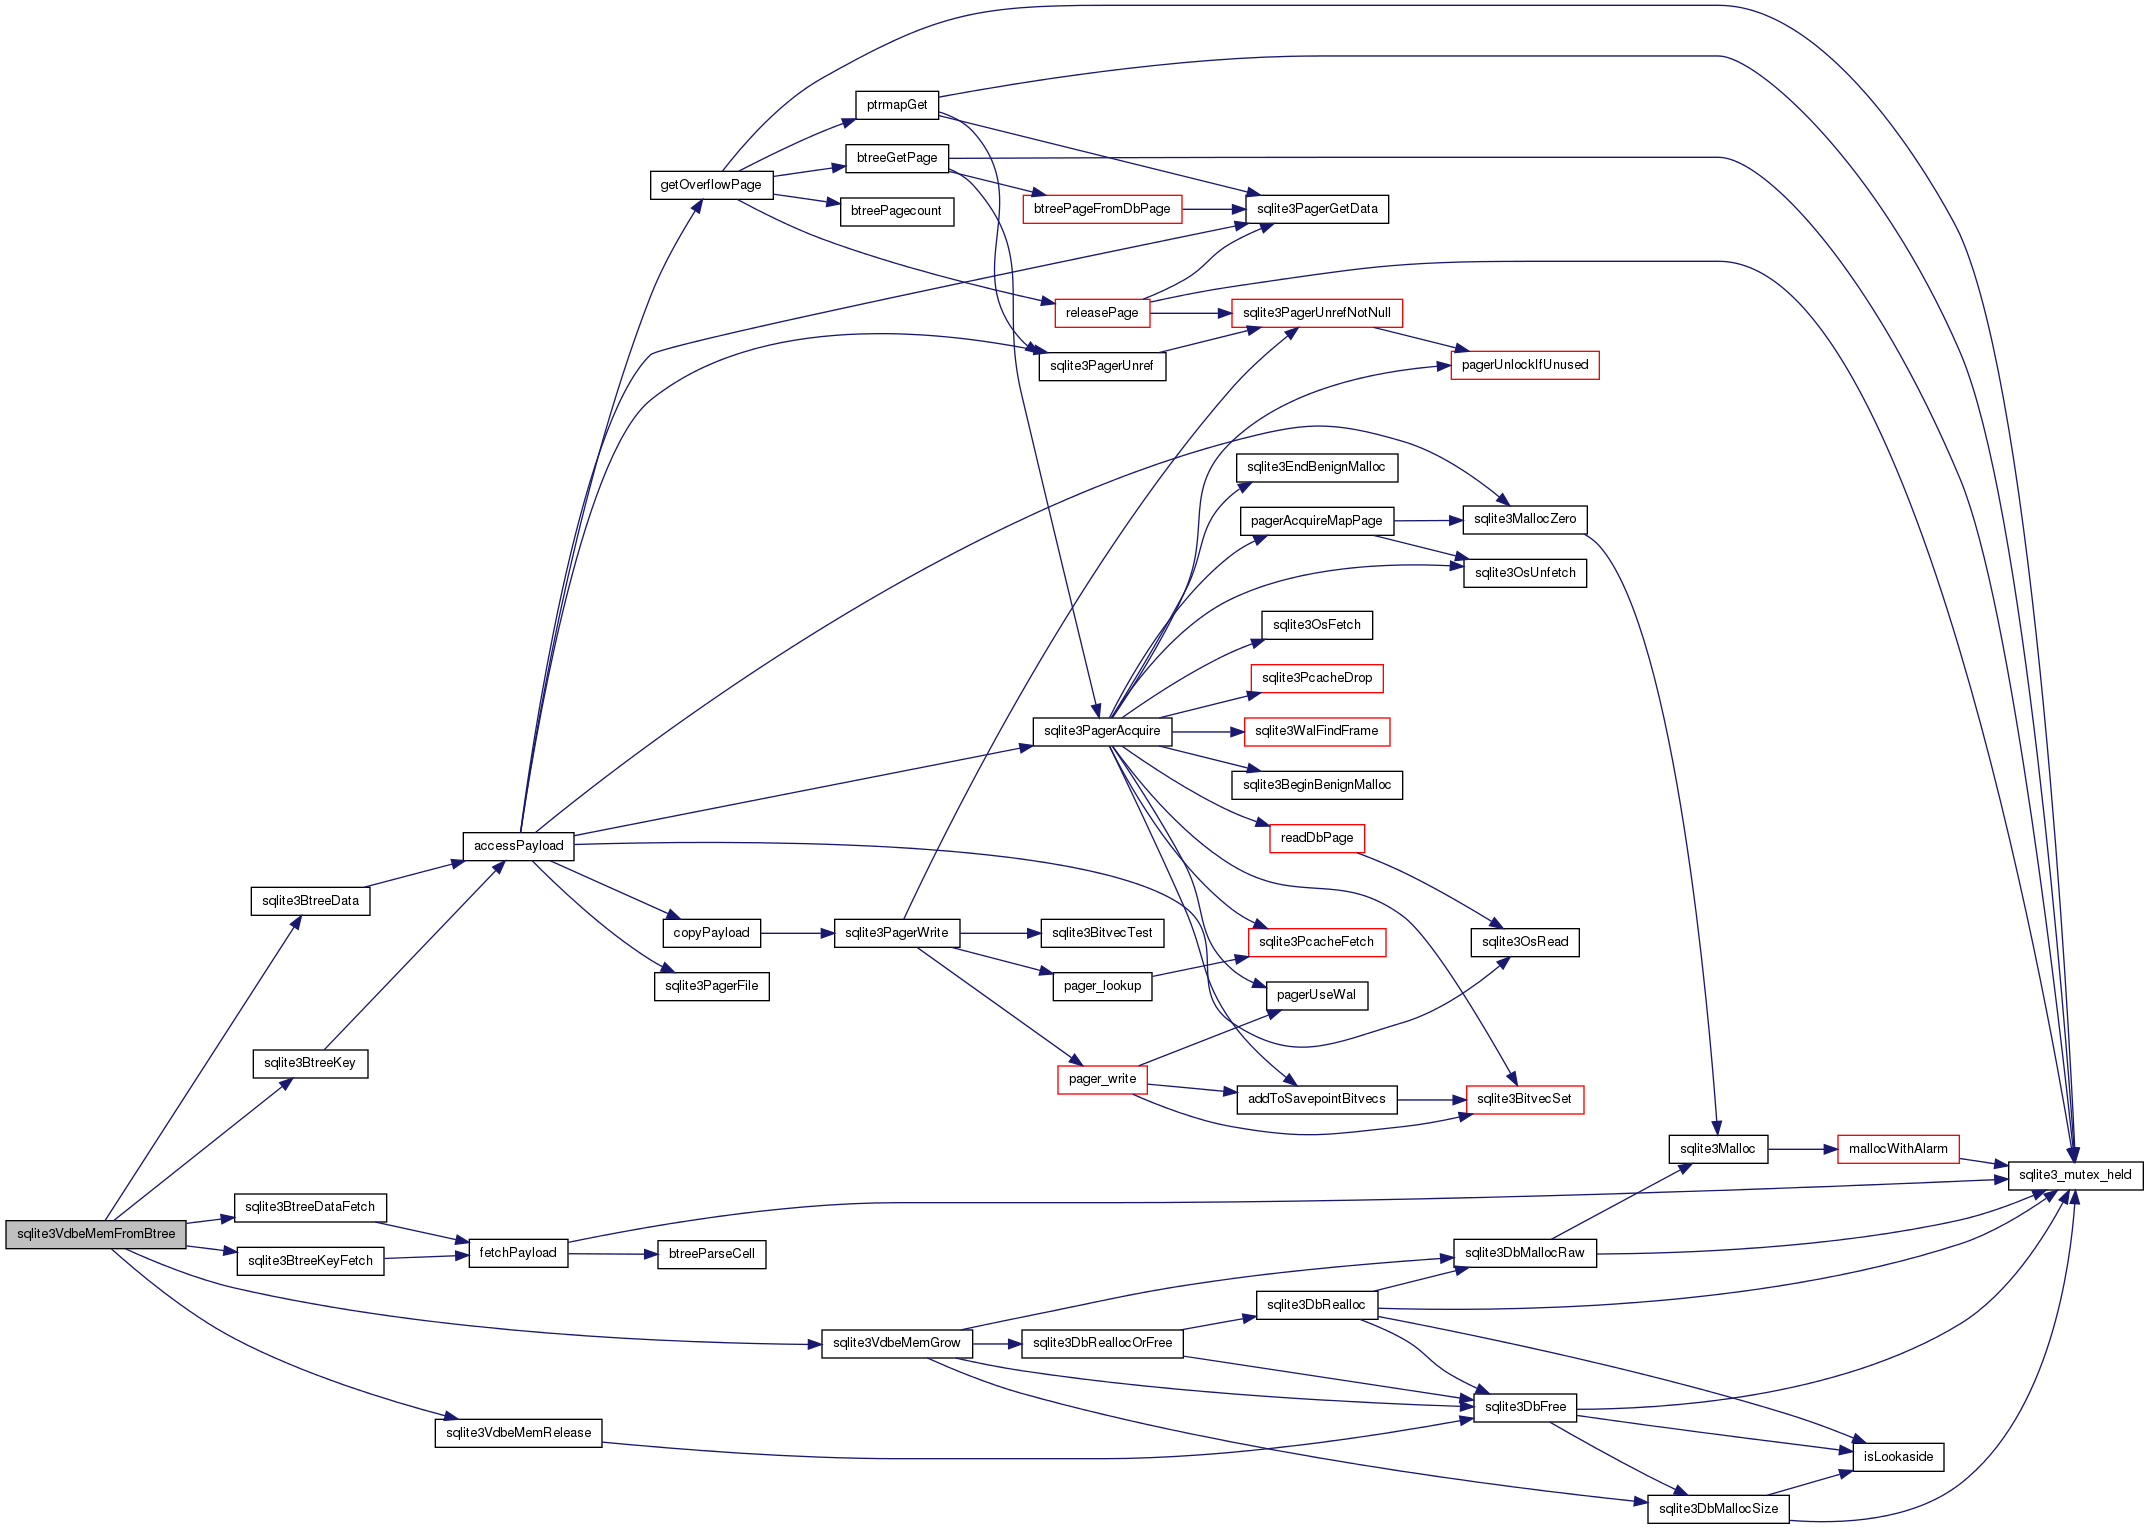 ptrmapGet
btreeGetPage
getOverflowPage
btreePagecount
btreePageFromDbPage
sqlite3PagerGetData
releasePage
sqlite3PagerUnrefNotNull
sqlite3PagerUnref
pagerUnlockIfUnused
sqlite3EndBenignMalloc
pagerAcquireMapPage
sqlite3MallocZero
sqlite3OsUnfetch
sqlite3OsFetch
sqlite3PcacheDrop
sqlite3PagerAcquire
sqlite3WalFindFrame
sqlite3BeginBenignMalloc
readDbPage
accessPayload
sqlite3BtreeData
copyPayload
sqlite3PagerWrite
sqlite3BitvecTest
sqlite3PcacheFetch
sqlite3OsRead
sqlite3PagerFile
pager_lookup
pagerUseWal
sqlite3BtreeKey
pager_write
addToSavepointBitvecs
sqlite3BitvecSet
sqlite3Malloc
mallocWithAlarm
sqlite3_mutex_held
sqlite3BtreeDataFetch
sqlite3VdbeMemFromBtree
sqlite3BtreeKeyFetch
fetchPayload
btreeParseCell
sqlite3DbMallocRaw
sqlite3DbRealloc
sqlite3VdbeMemGrow
sqlite3DbReallocOrFree
sqlite3DbFree
sqlite3VdbeMemRelease
isLookaside
sqlite3DbMallocSize